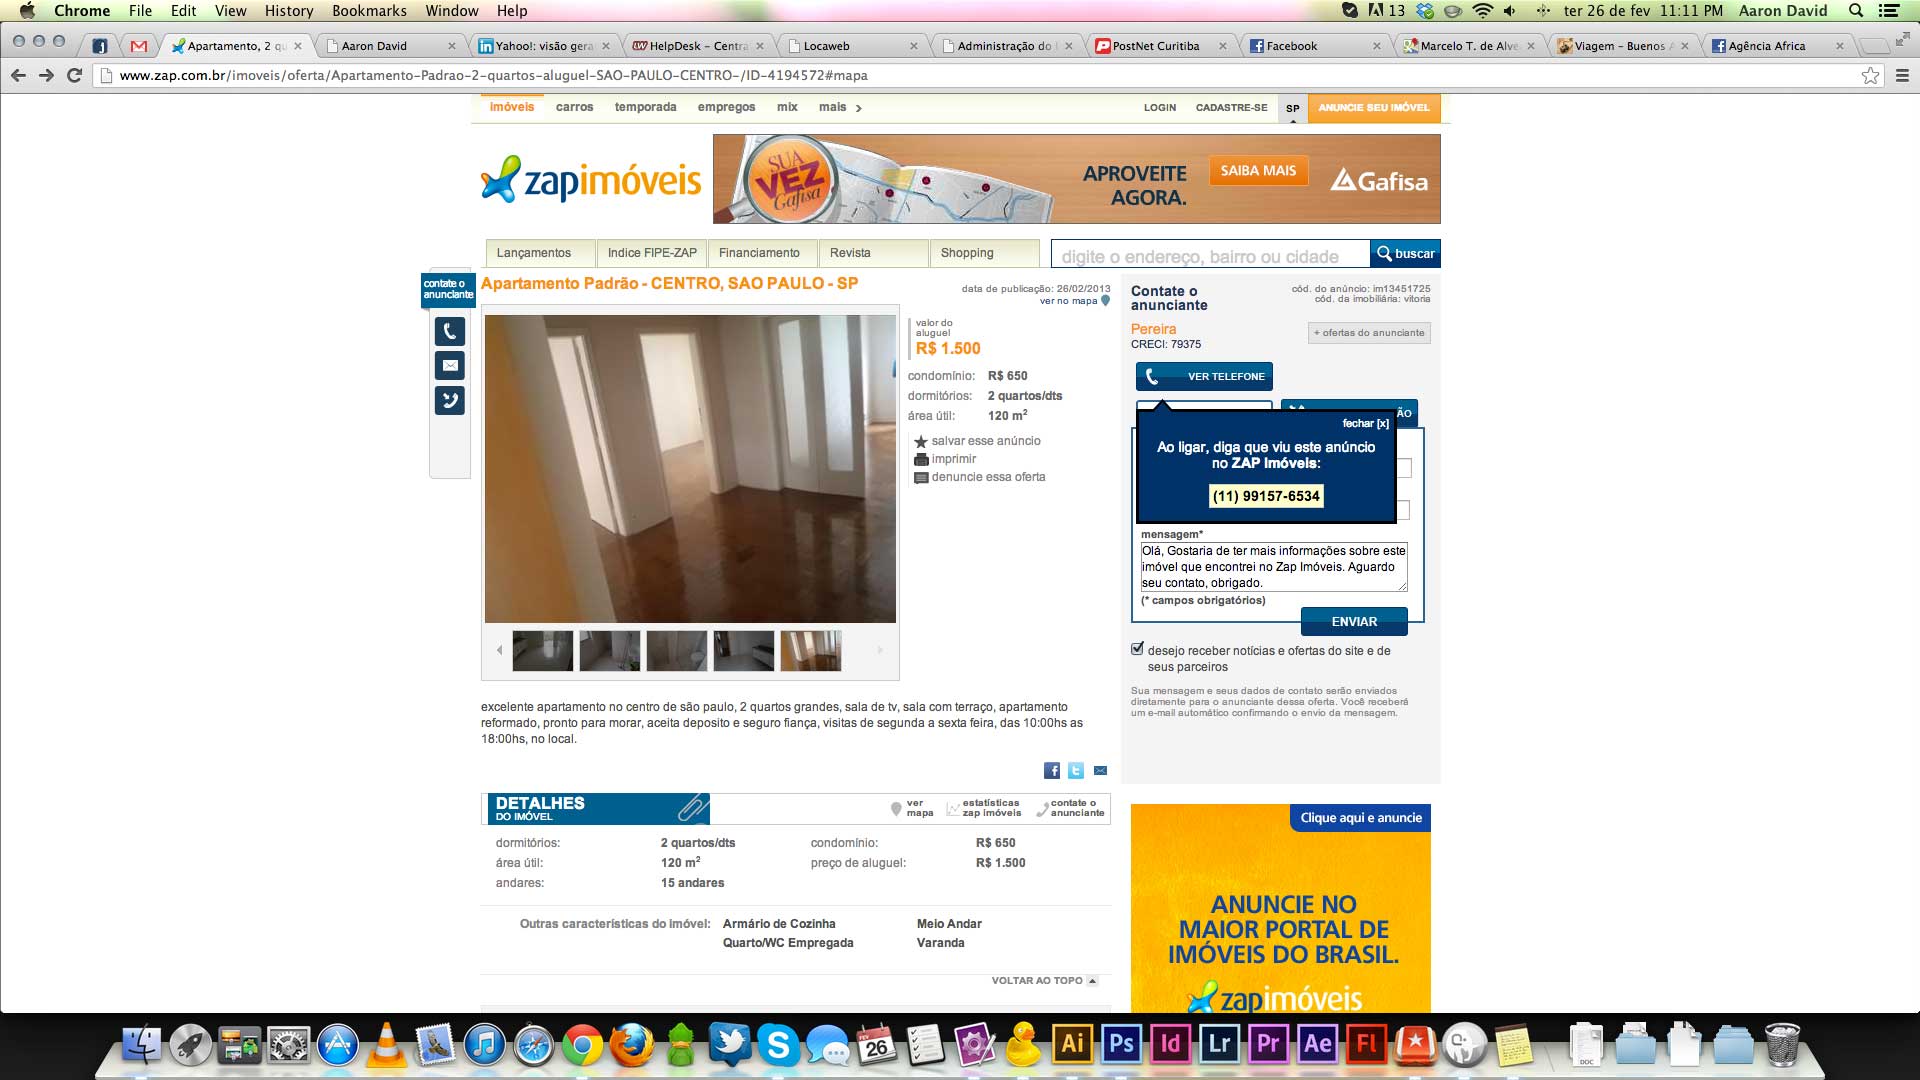 Chrome File Edit View History Bookmarks Window Help
13
ter 26 de fev 11:11 PM Aaron David
Apartamento, 2 qu
Aaron David
Yahoo!: visão gera
HelpDesk – Centra
Locaweb
Administração do
PostNet Curitiba
Facebook
Marcelo T. de Alve
Viagem – Buenos A
Agência Africa
www.zap.com.br/imoveis/oferta/Apartamento-Padrao-2-quartos-aluguel-SAO-PAULO-CENTRO-/ID-4194572#mapa
imóveis carros temporada empregos mix mais
LOGIN CADASTRE-SE SP ANUNCIE SEU IMÓVEL
zapimóveis
SUA
VEZ
Gafisa
APROVEITE
AGORA.
SAIBA MAIS
Gafisa
Lançamentos Indice FIPE-ZAP Financiamento Revista Shopping
digite o endereço, bairro ou cidade
buscar
contate o
anunciante
Apartamento Padrão - CENTRO, SAO PAULO - SP
data de publicação: 26/02/2013
ver no mapa
valor do
aluguel
R$ 1.500
condomínio: R$ 650
dormitórios: 2 quartos/dts
área útil: 120 m²
salvar esse anúncio
imprimir
denuncie essa oferta
Contate o
anunciante
cód. do anúncio: im13451725
cód. da imobiliária: vitoria
Pereira
CRECI: 79375
+ ofertas do anunciante
VER TELEFONE
ÃO
fechar [x]
Ao ligar, diga que viu este anúncio
no ZAP Imóveis:
(11) 99157-6534
mensagem*
Olá, Gostaria de ter mais informações sobre este
imóvel que encontrei no Zap Imóveis. Aguardo
seu contato, obrigado.
(* campos obrigatórios)
ENVIAR
desejo receber notícias e ofertas do site e de
seus parceiros
Sua mensagem e seus dados de contato serão enviados
diretamente para o anunciante dessa oferta. Você receberá
um e-mail automático confirmando o envio da mensagem.
excelente apartamento no centro de são paulo, 2 quartos grandes, sala de tv, sala com terraço, apartamento
reformado, pronto para morar, aceita deposito e seguro fiança, visitas de segunda a sexta feira, das 10:00hs as
18:00hs, no local.
DETALHES
DO IMÓVEL
ver
mapa
estatísticas
zap imóveis
contate o
anunciante
dormitórios: 2 quartos/dts condomínio: R$ 650
área útil: 120 m² preço de aluguel: R$ 1.500
andares: 15 andares
Outras características do imóvel: Armário de Cozinha Meio Andar
Quarto/WC Empregada Varanda
VOLTAR AO TOPO
Clique aqui e anuncie
ANUNCIE NO
MAIOR PORTAL DE
IMÓVEIS DO BRASIL.
zapimóveis
26
Ai Ps Id Lr Pr Ae Fl
DOC